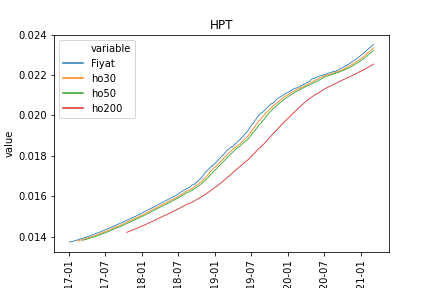 HPT
0.024
0.022
0.020
0.018
0.016
0.014
value
variable
Fiyat
ho30
ho50
ho200
17-01
17-07
18-01
18-07
19-01
19-07
20-01
20-07
21-01